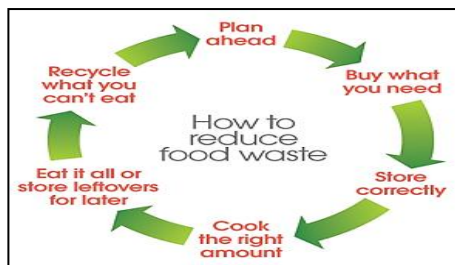 Plan
ahead
Buy what
you need
Store
correctly
Cook
the right
amount
Eat it all or
store leftovers
for later
Recycle
what you
can't eat
How to
reduce
food waste